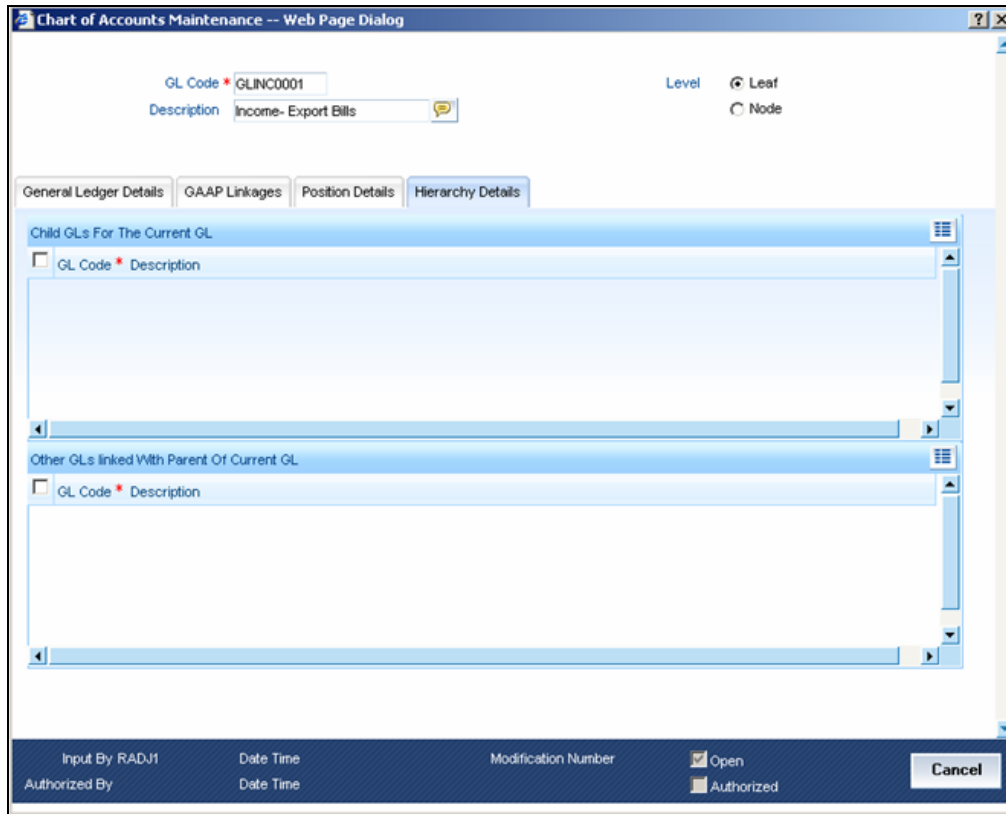 Chart of Accounts Maintenance -- Web Page Dialog
GL Code * GLINC0001 Level Leaf
Description Income- Export Bills Node
General Ledger Details GAAP Linkages Position Details Hierarchy Details
Child GLs For The Current GL
GL Code * Description
Other GLs linked With Parent Of Current GL
GL Code * Description
Input By RADJ1 Date Time Modification Number Open
Authorized By Date Time Authorized
Cancel